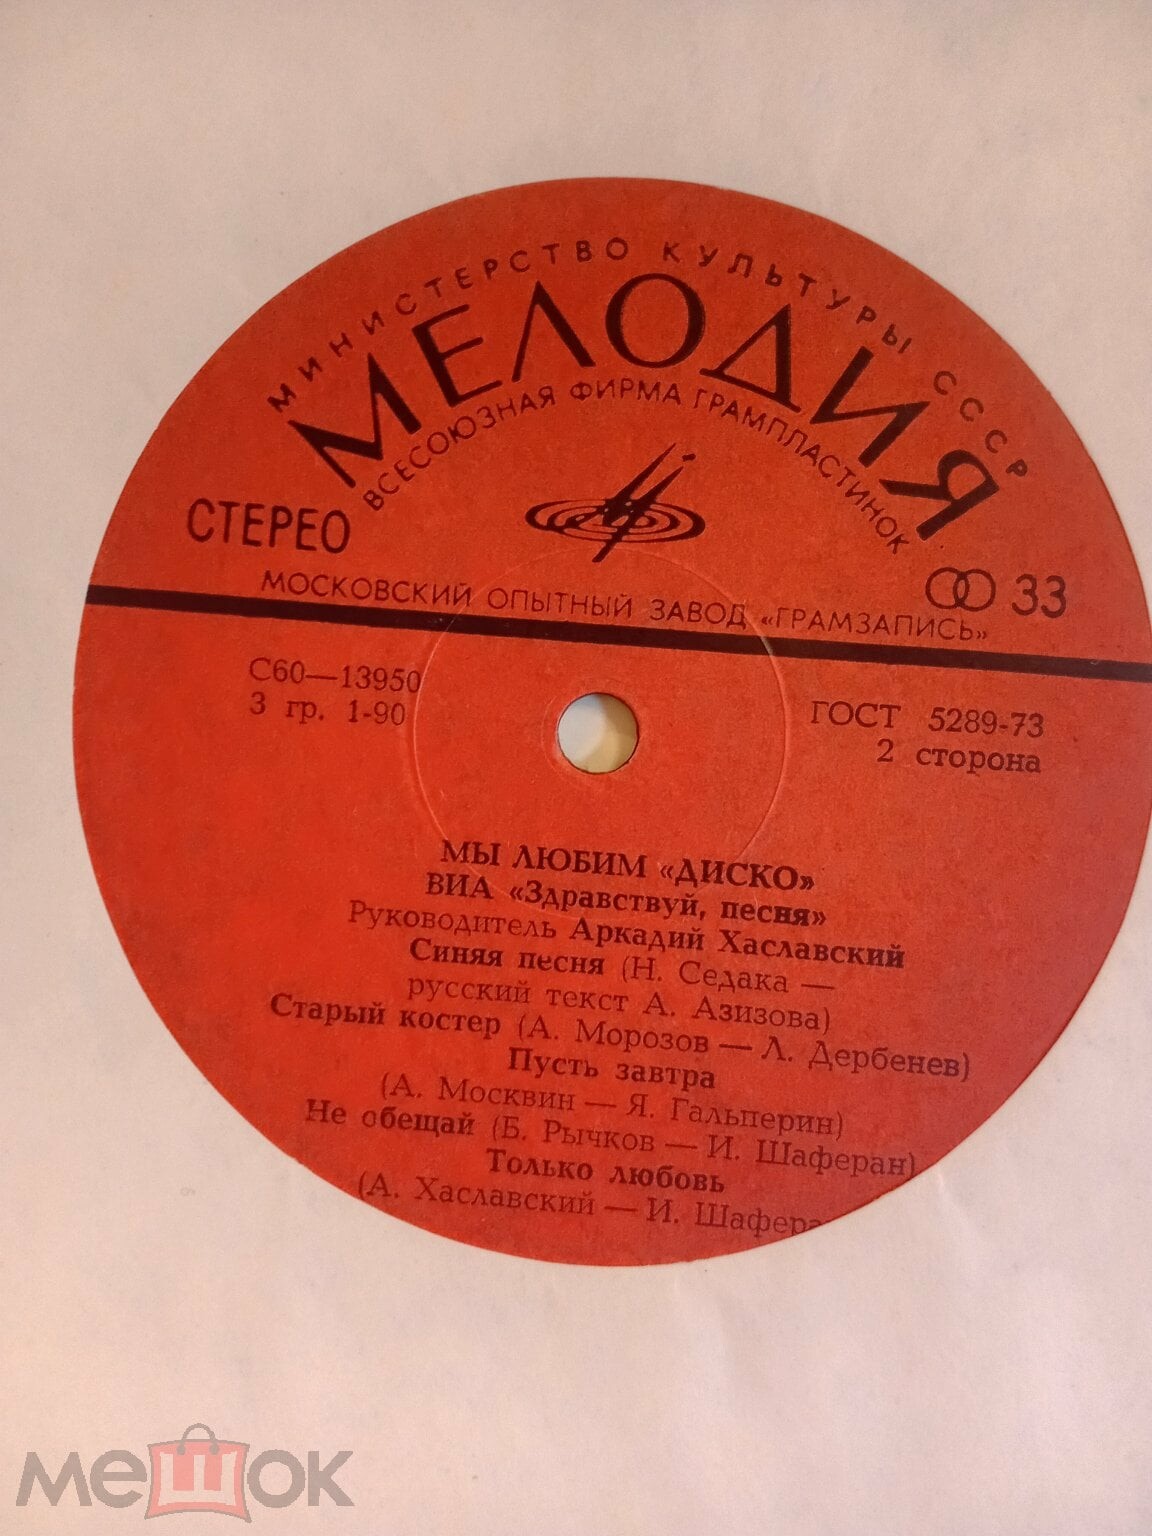 МИНИСТЕРСТВО КУЛЬТУРЫ СССР
МЕЛОДИЯ
ВСЕСОЮЗНАЯ ФИРМА ГРАМПЛАСТИНОК
СТЕРЕО
33
МОСКОВСКИЙ ОПЫТНЫЙ ЗАВОД «ГРАМЗАПИСЬ»
С60—13950
3 гр. 1-90
ГОСТ 5289-73
2 сторона
МЫ ЛЮБИМ «ДИСКО»
ВИА «Здравствуй, песня»
Руководитель Аркадий Хаславский
Синяя песня (Н. Седака —
русский текст А. Азизова)
Старый костер (А. Морозов — Л. Дербенев)
Пусть завтра
(А. Москвин — Я. Гальперин)
Не обещай (Б. Рычков — И. Шаферан)
Только любовь
(А. Хаславский — И. Шафера
мешок